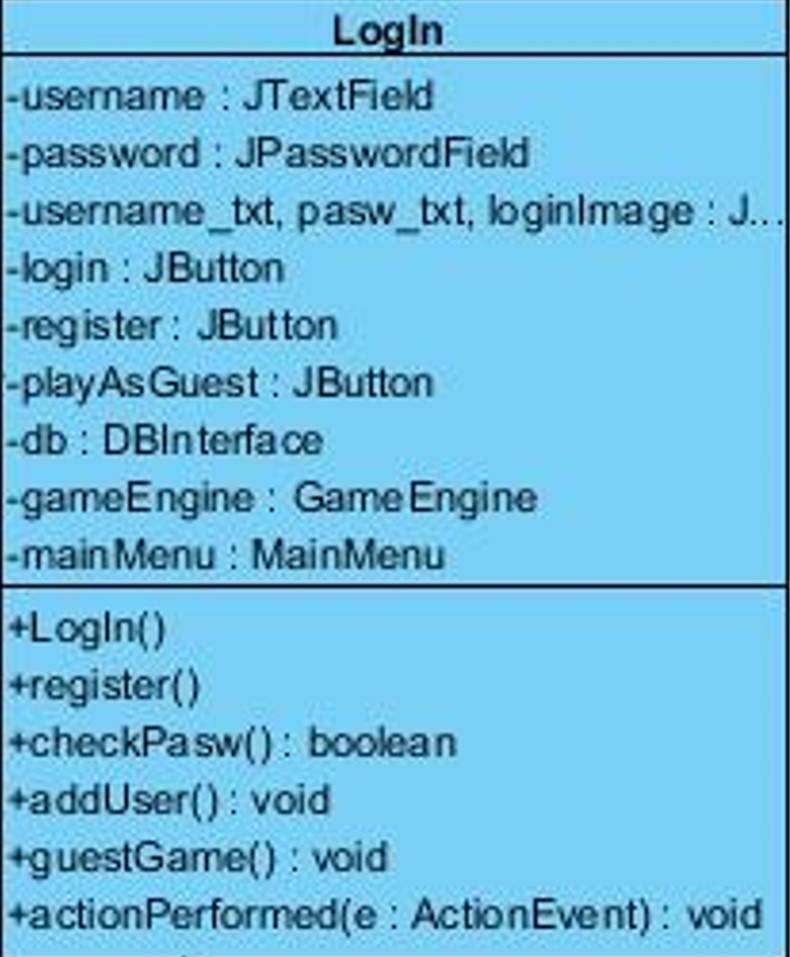 LogIn
-username : JTextField
-password : JPasswordField
-username_txt, pasw_txt, loginImage : J...
-login : JButton
-register : JButton
-playAsGuest : JButton
-db : DBInterface
-gameEngine : GameEngine
-mainMenu : MainMenu
+LogIn()
+register()
+checkPasw() : boolean
+addUser() : void
+guestGame() : void
+actionPerformed(e : ActionEvent) : void